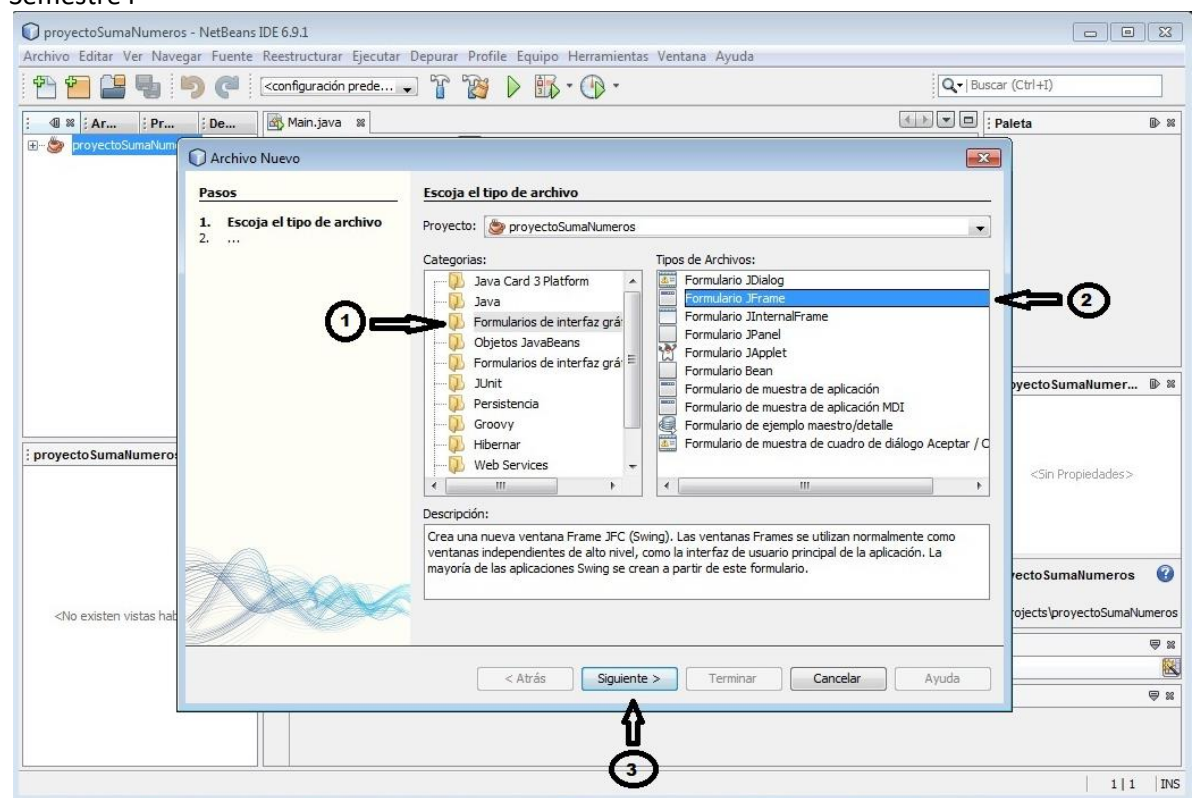 Semestre I
proyectoSumaNumeros - NetBeans IDE 6.9.1
Archivo Editar Ver Navegar Fuente Reestructurar Ejecutar Depurar Profile Equipo Herramientas Ventana Ayuda
<configuración prede...
Buscar (Ctrl+I)
Ar... Pr... De... Main.java
Paleta
proyectoSumaNum
Archivo Nuevo
Pasos
1. Escoja el tipo de archivo
2. ...
Escoja el tipo de archivo
Proyecto: proyectoSumaNumeros
Categorias:
Java Card 3 Platform
Java
Formularios de interfaz grá
Objetos JavaBeans
Formularios de interfaz grá
JUnit
Persistencia
Groovy
Hibernar
Web Services
Tipos de Archivos:
Formulario JDialog
Formulario JFrame
Formulario JInternalFrame
Formulario JPanel
Formulario JApplet
Formulario Bean
Formulario de muestra de aplicación
Formulario de muestra de aplicación MDI
Formulario de ejemplo maestro/detalle
Formulario de muestra de cuadro de diálogo Aceptar / C
1
2
Descripción:
Crea una nueva ventana Frame JFC (Swing). Las ventanas Frames se utilizan normalmente como
ventanas independientes de alto nivel, como la interfaz de usuario principal de la aplicación. La
mayoría de las aplicaciones Swing se crean a partir de este formulario.
< Atrás
Siguiente >
Terminar
Cancelar
Ayuda
3
oyectoSumaNumer...
<Sin Propiedades>
proyectoSumaNumeros
<No existen vistas hab
yectoSumaNumeros
ojects\proyectoSumaNumeros
1 | 1 INS